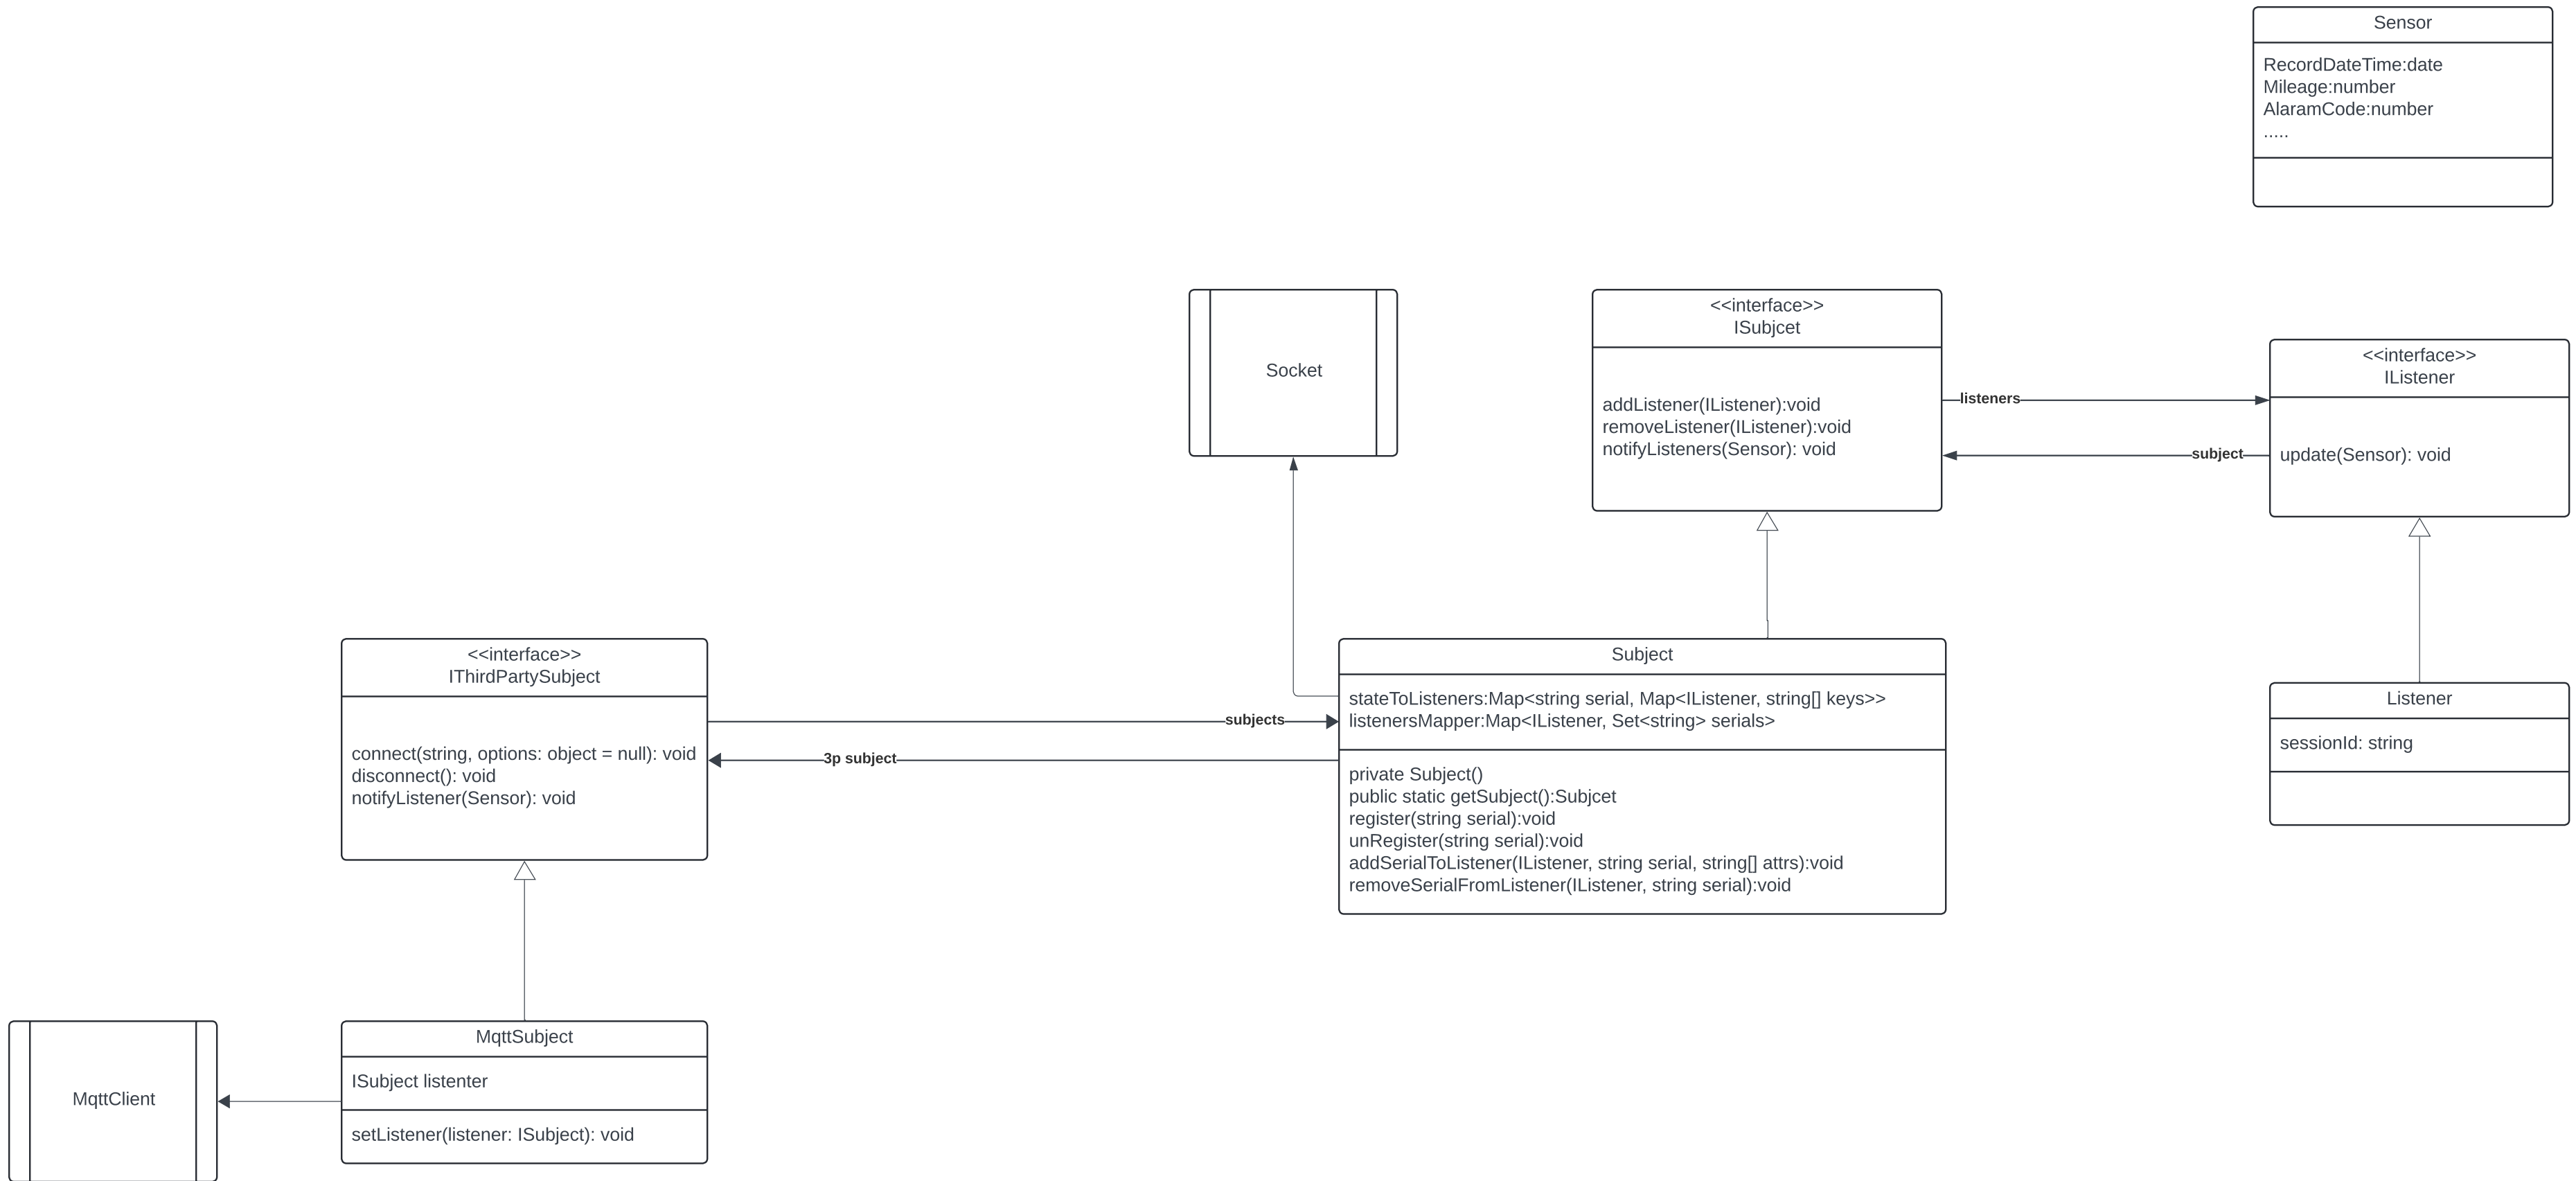 Sensor
RecordDateTime:date
Mileage:number
AlaramCode:number
.....
Socket
<<interface>>
ISubjcet
addListener(IListener):void
removeListener(IListener):void
notifyListeners(Sensor): void
listeners
subject
<<interface>>
IListener
update(Sensor): void
<<interface>>
IThirdPartySubject
connect(string, options: object = null): void
disconnect(): void
notifyListener(Sensor): void
subjects
3p subject
Subject
stateToListeners:Map<string serial, Map<IListener, string[] keys>>
listenersMapper:Map<IListener, Set<string> serials>
private Subject()
public static getSubject():Subjcet
register(string serial):void
unRegister(string serial):void
addSerialToListener(IListener, string serial, string[] attrs):void
removeSerialFromListener(IListener, string serial):void
Listener
sessionId: string
MqttClient
MqttSubject
ISubject listenter
setListener(listener: ISubject): void